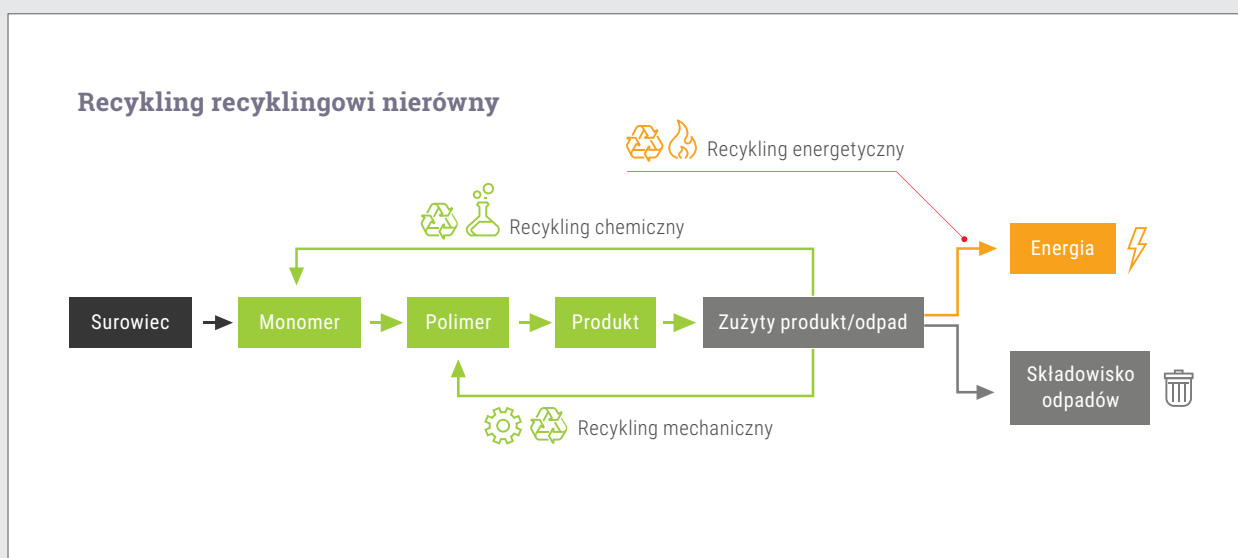 Recykling recyklingowi nierówny
Recykling energetyczny
Recykling chemiczny
Energia
Surowiec
Monomer
Polimer
Produkt
Zużyty produkt/odpad
Składowisko
odpadów
Recykling mechaniczny